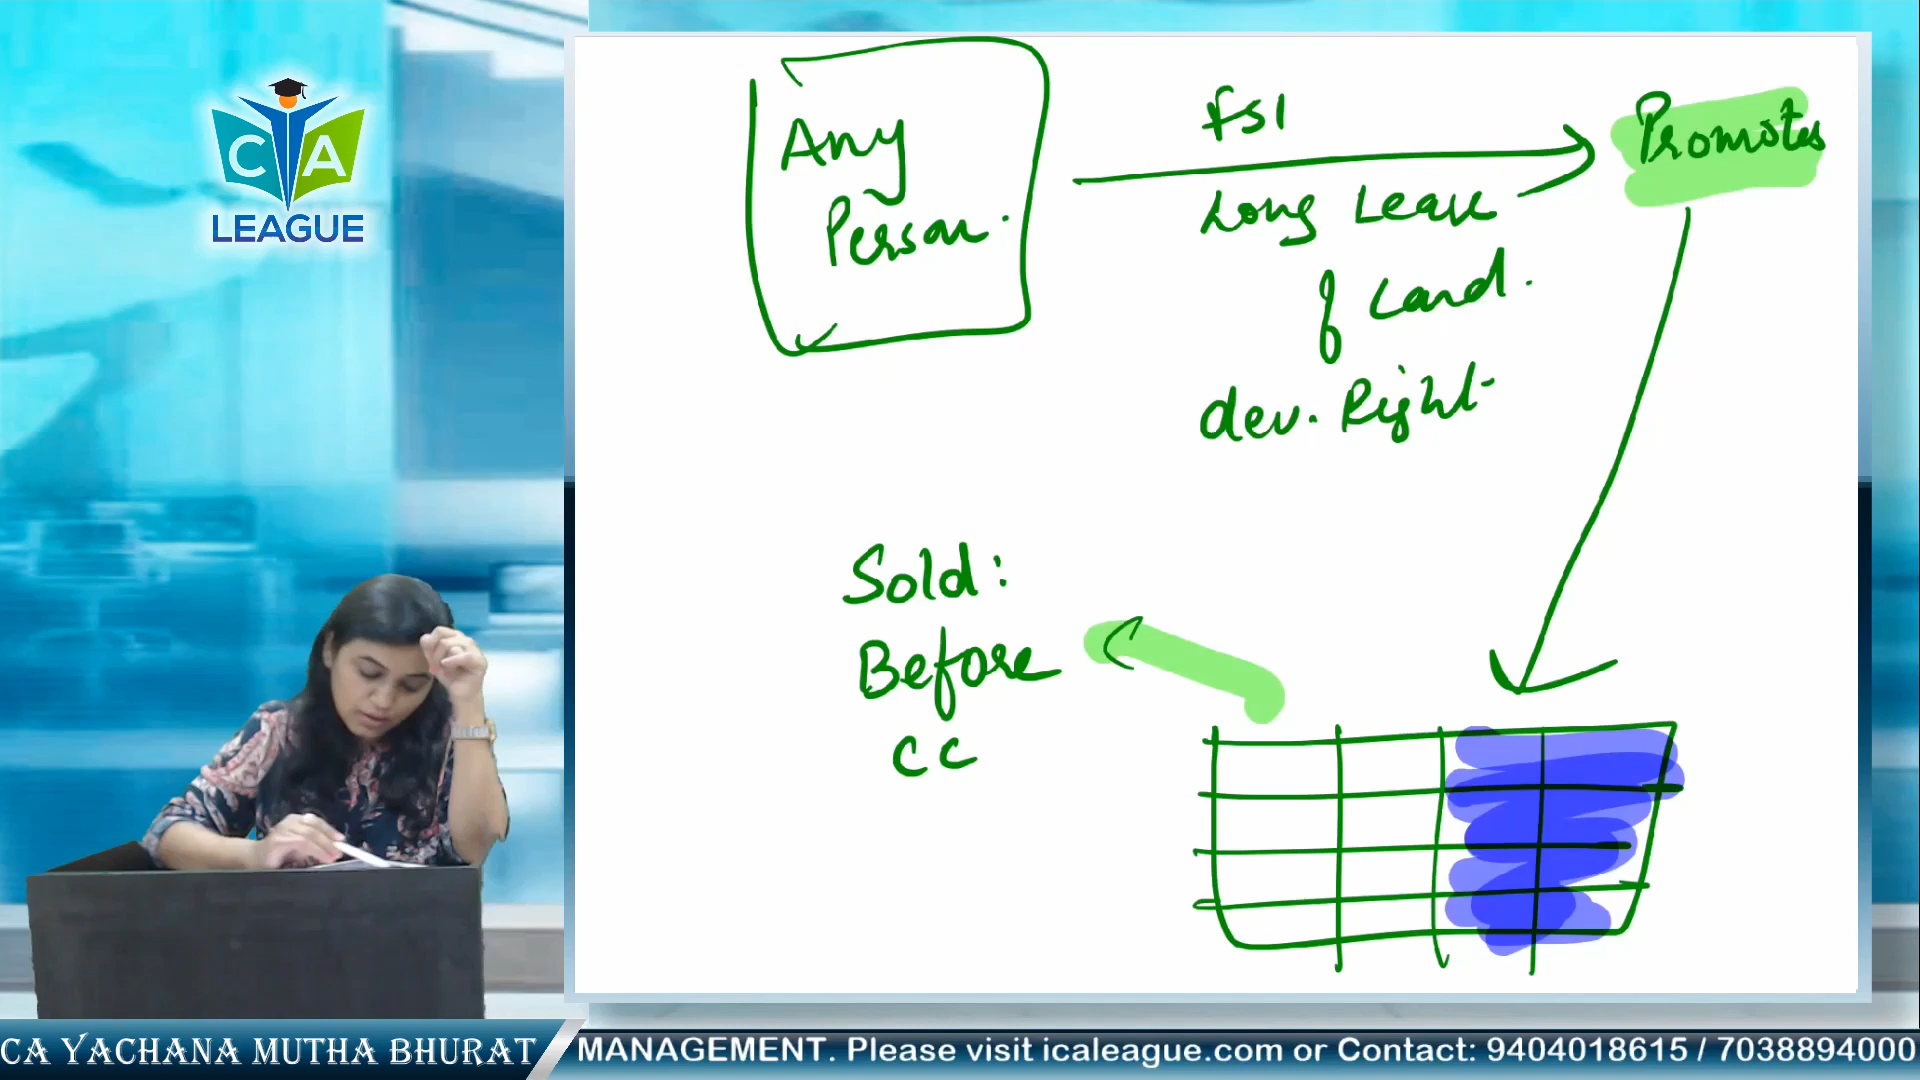 CA
LEAGUE
Any
Person.
FSI
Long Lease
of Land.
dev. Right
Promoter
Sold:
Before
CC
CA YACHANA MUTHA BHURAT
MANAGEMENT. Please visit icaleague.com or Contact: 9404018615 / 7038894000